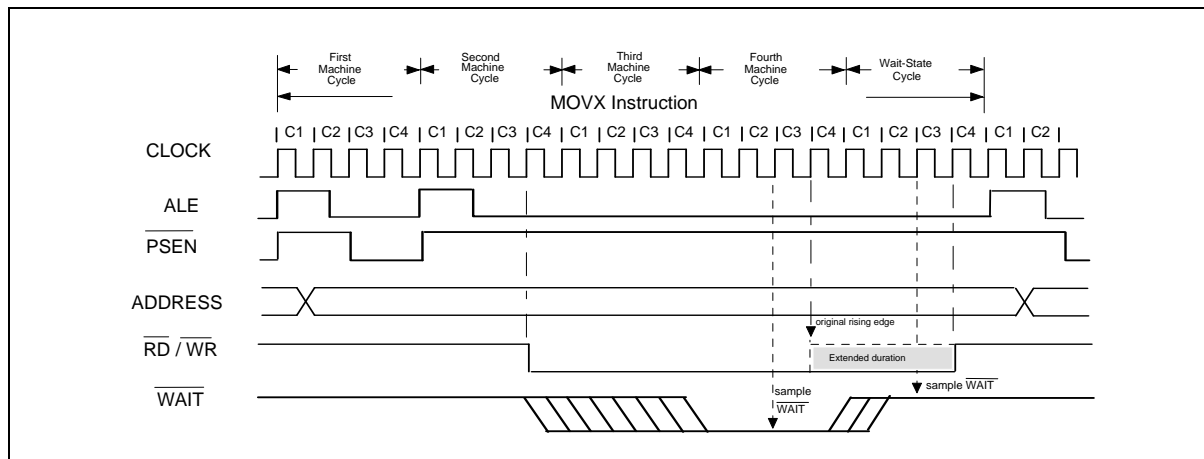 First Machine Cycle
Second Machine Cycle
Third Machine Cycle
Fourth Machine Cycle
Wait-State Cycle
MOVX Instruction
C1 C2 C3 C4 C1 C2 C3 C4 C1 C2 C3 C4 C1 C2 C3 C4 C1 C2 C3 C4 C1 C2
CLOCK
ALE
PSEN
ADDRESS
original rising edge
RD / WR
Extended duration
sample WAIT
sample WAIT
WAIT